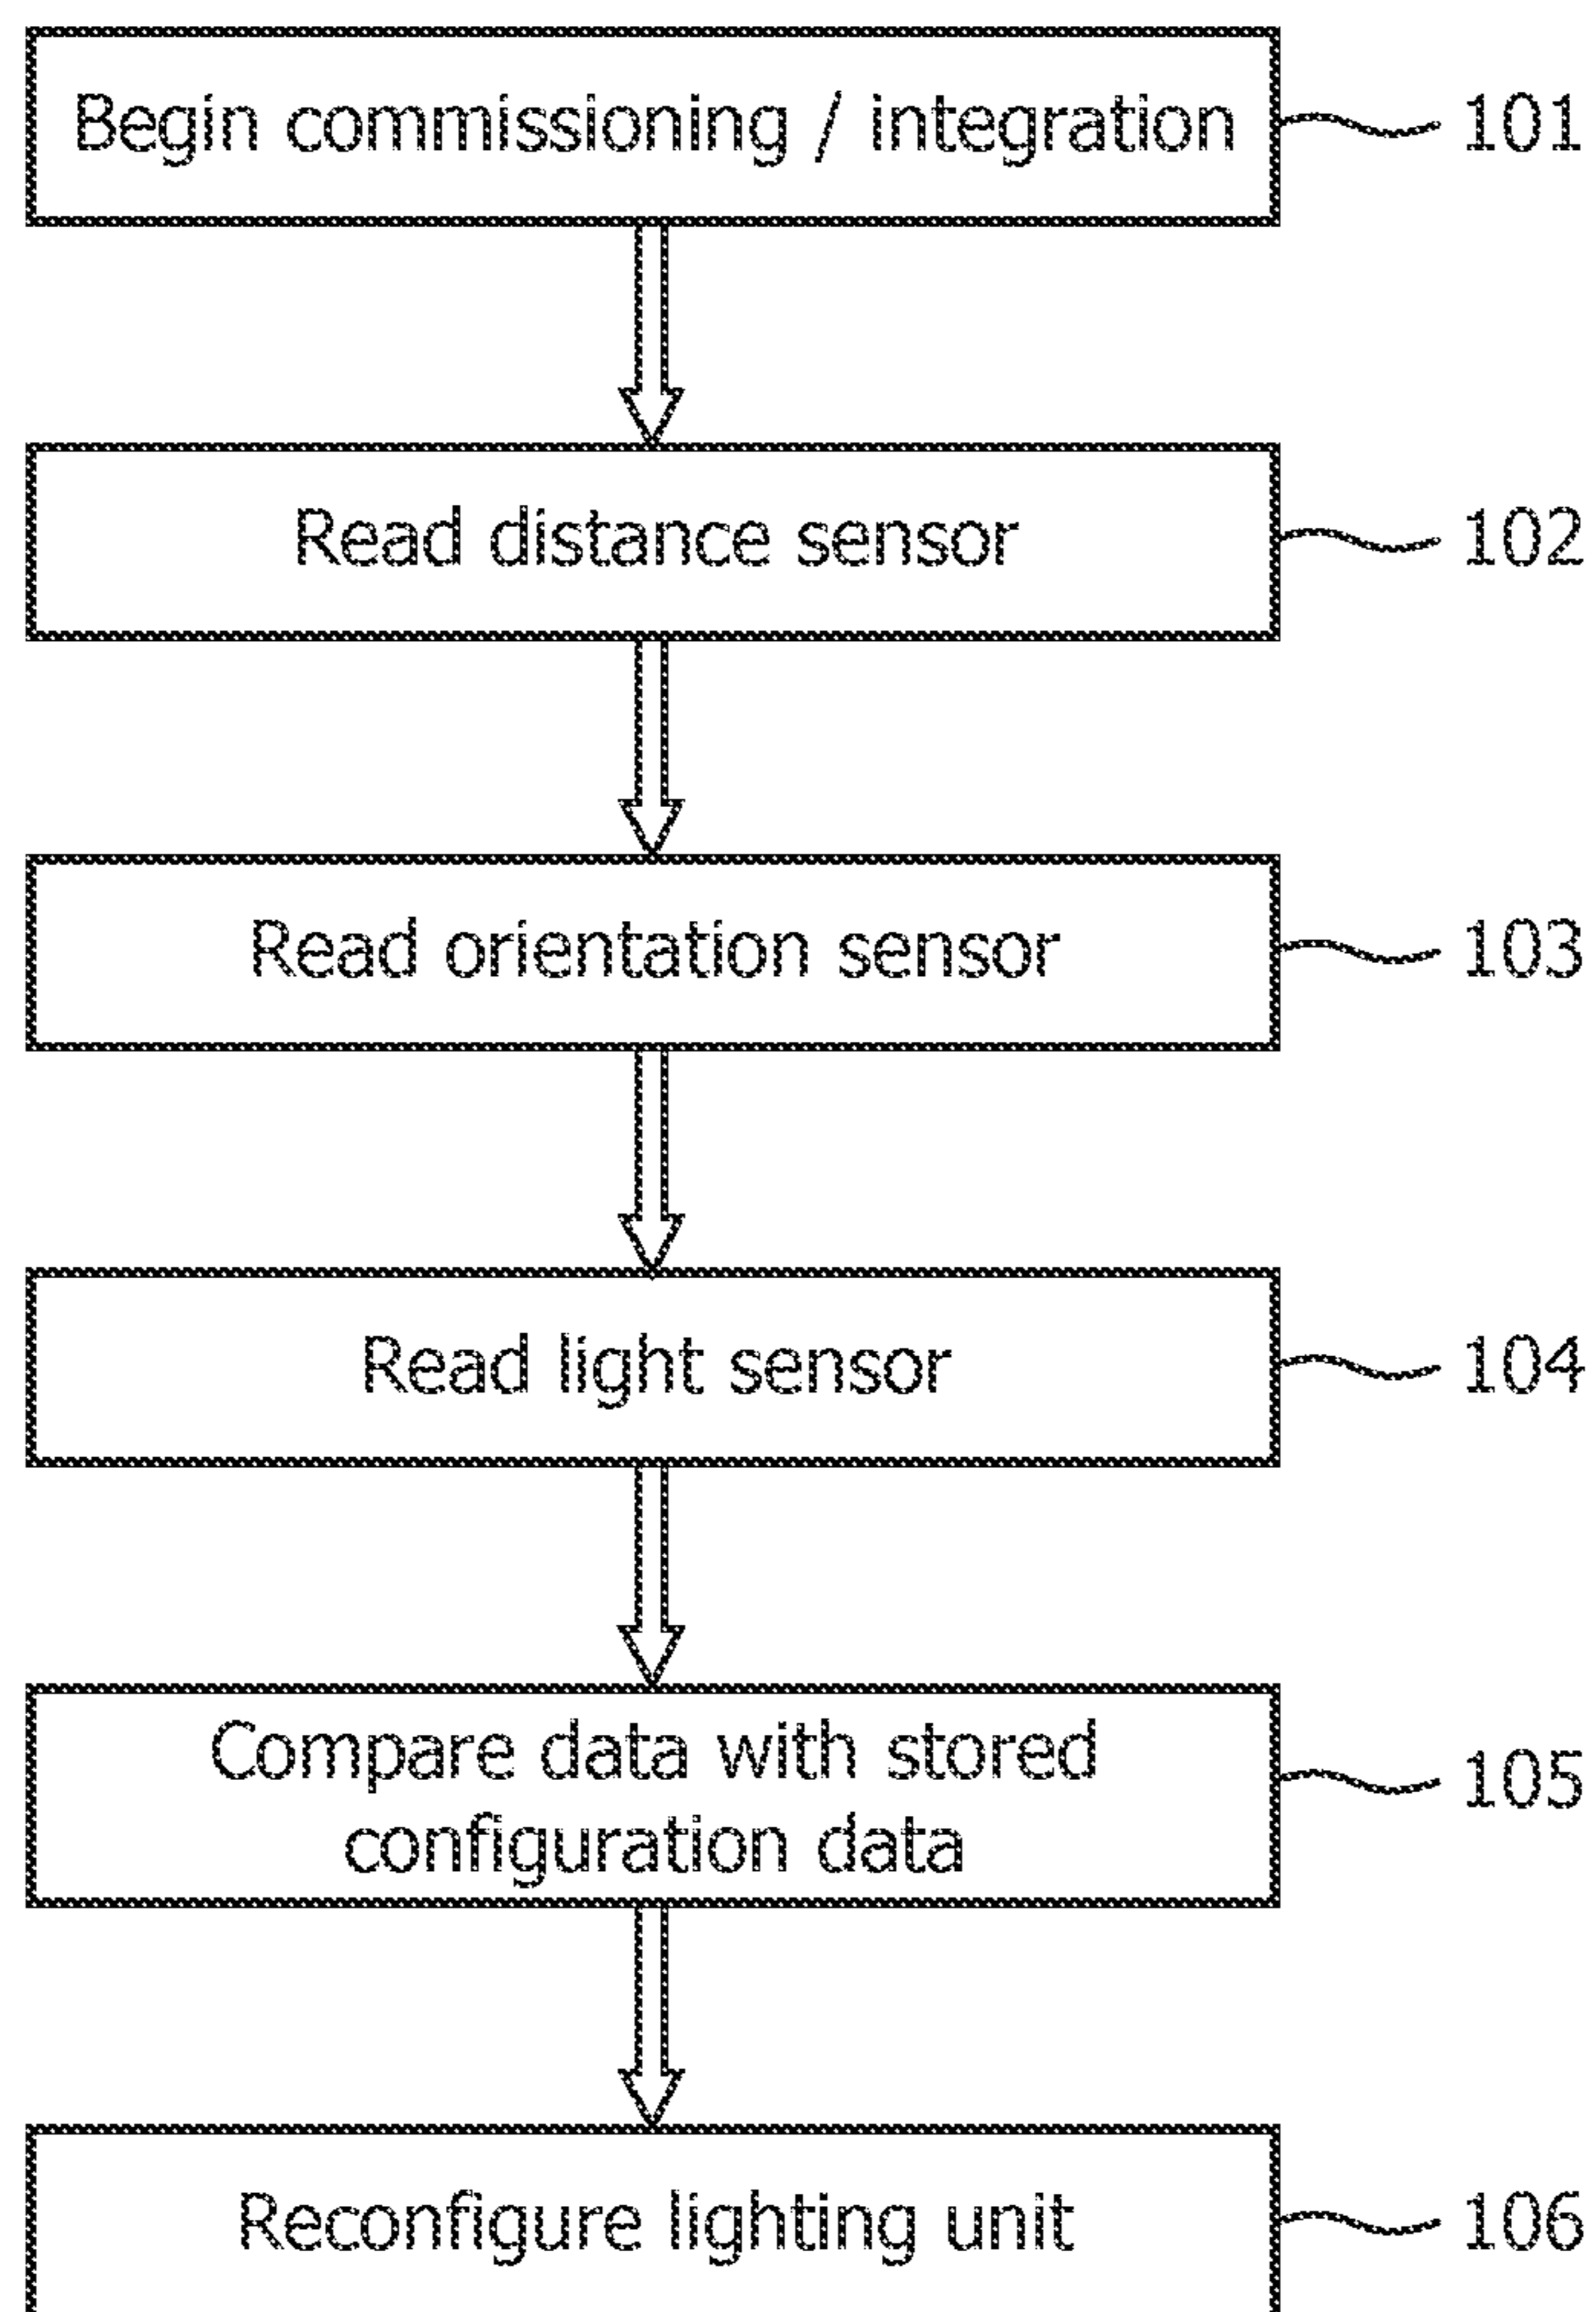 Begin commissioning / integration
101
Read distance sensor
102
Read orientation sensor
103
Read light sensor
104
Compare data with stored
configuration data
105
Reconfigure lighting unit
106